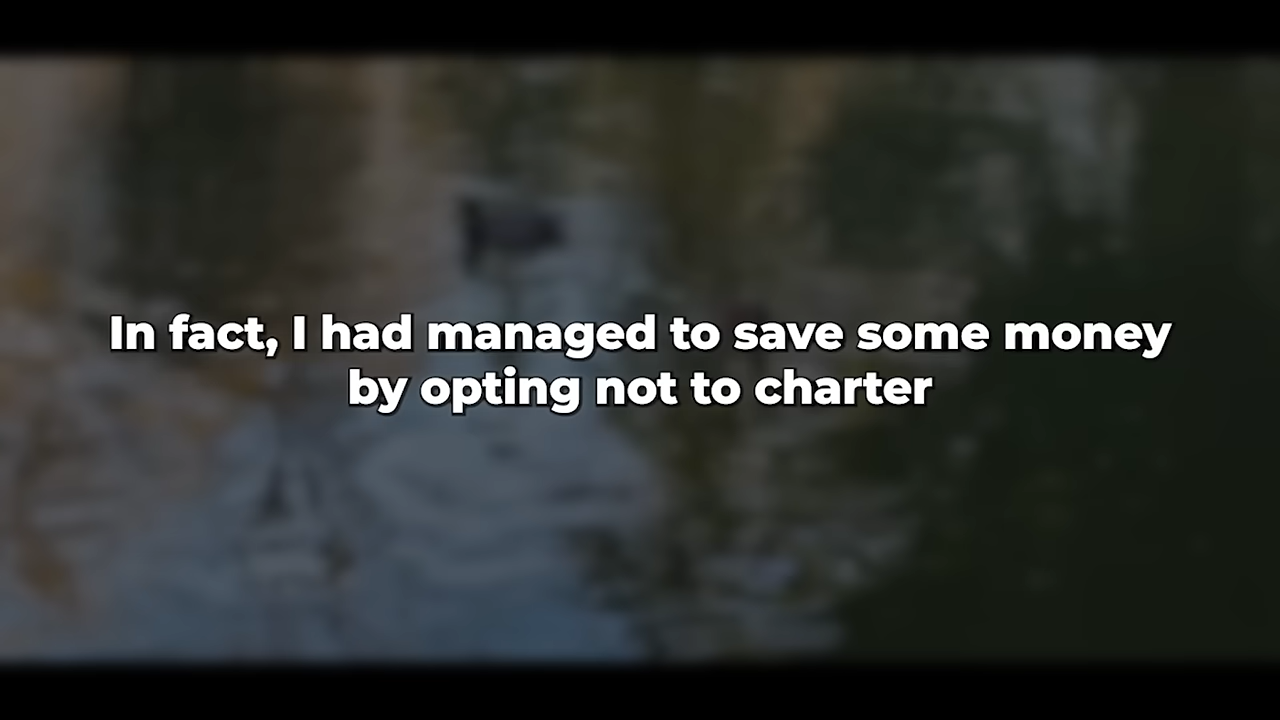 In fact, I had managed to save some money
by opting not to charter